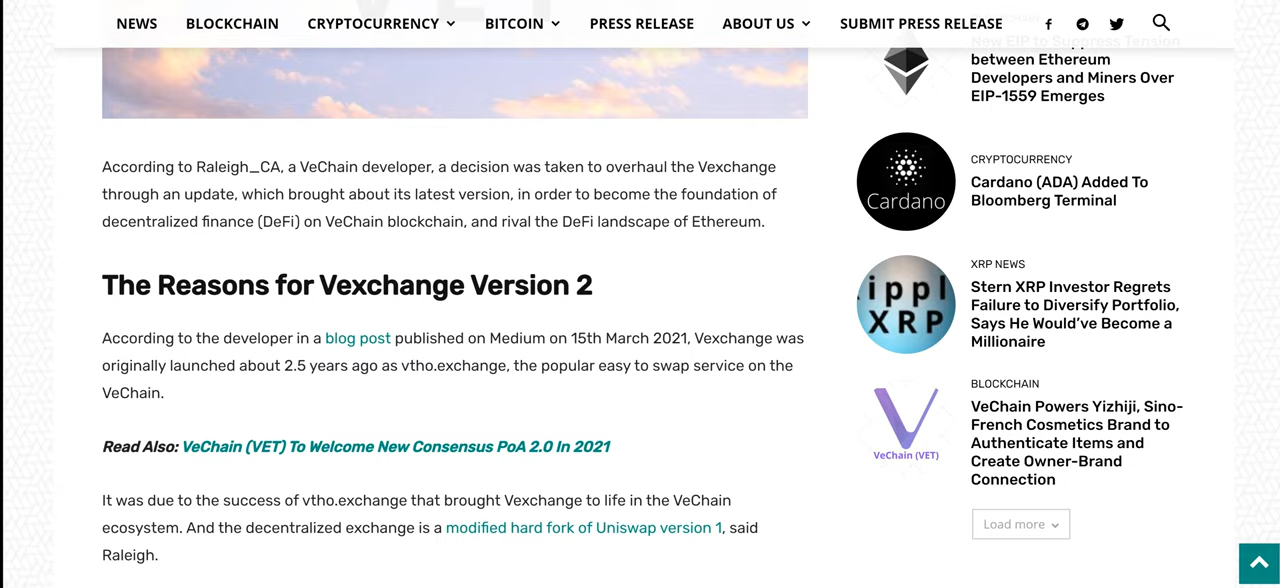 NEWS BLOCKCHAIN CRYPTOCURRENCY BITCOIN PRESS RELEASE ABOUT US SUBMIT PRESS RELEASE
According to Raleigh_CA, a VeChain developer, a decision was taken to overhaul the Vexchange
through an update, which brought about its latest version, in order to become the foundation of
decentralized finance (DeFi) on VeChain blockchain, and rival the DeFi landscape of Ethereum.
The Reasons for Vexchange Version 2
According to the developer in a blog post published on Medium on 15th March 2021, Vexchange was
originally launched about 2.5 years ago as vtho.exchange, the popular easy to swap service on the
VeChain.
Read Also: VeChain (VET) To Welcome New Consensus PoA 2.0 In 2021
It was due to the success of vtho.exchange that brought Vexchange to life in the VeChain
ecosystem. And the decentralized exchange is a modified hard fork of Uniswap version 1, said
Raleigh.
New EIP to Suppress Tension
between Ethereum
Developers and Miners Over
EIP-1559 Emerges
Cardano
CRYPTOCURRENCY
Cardano (ADA) Added To
Bloomberg Terminal
ippl
XRP
XRP NEWS
Stern XRP Investor Regrets
Failure to Diversify Portfolio,
Says He Would’ve Become a
Millionaire
VeChain (VET)
BLOCKCHAIN
VeChain Powers Yizhiji, Sino-
French Cosmetics Brand to
Authenticate Items and
Create Owner-Brand
Connection
Load more